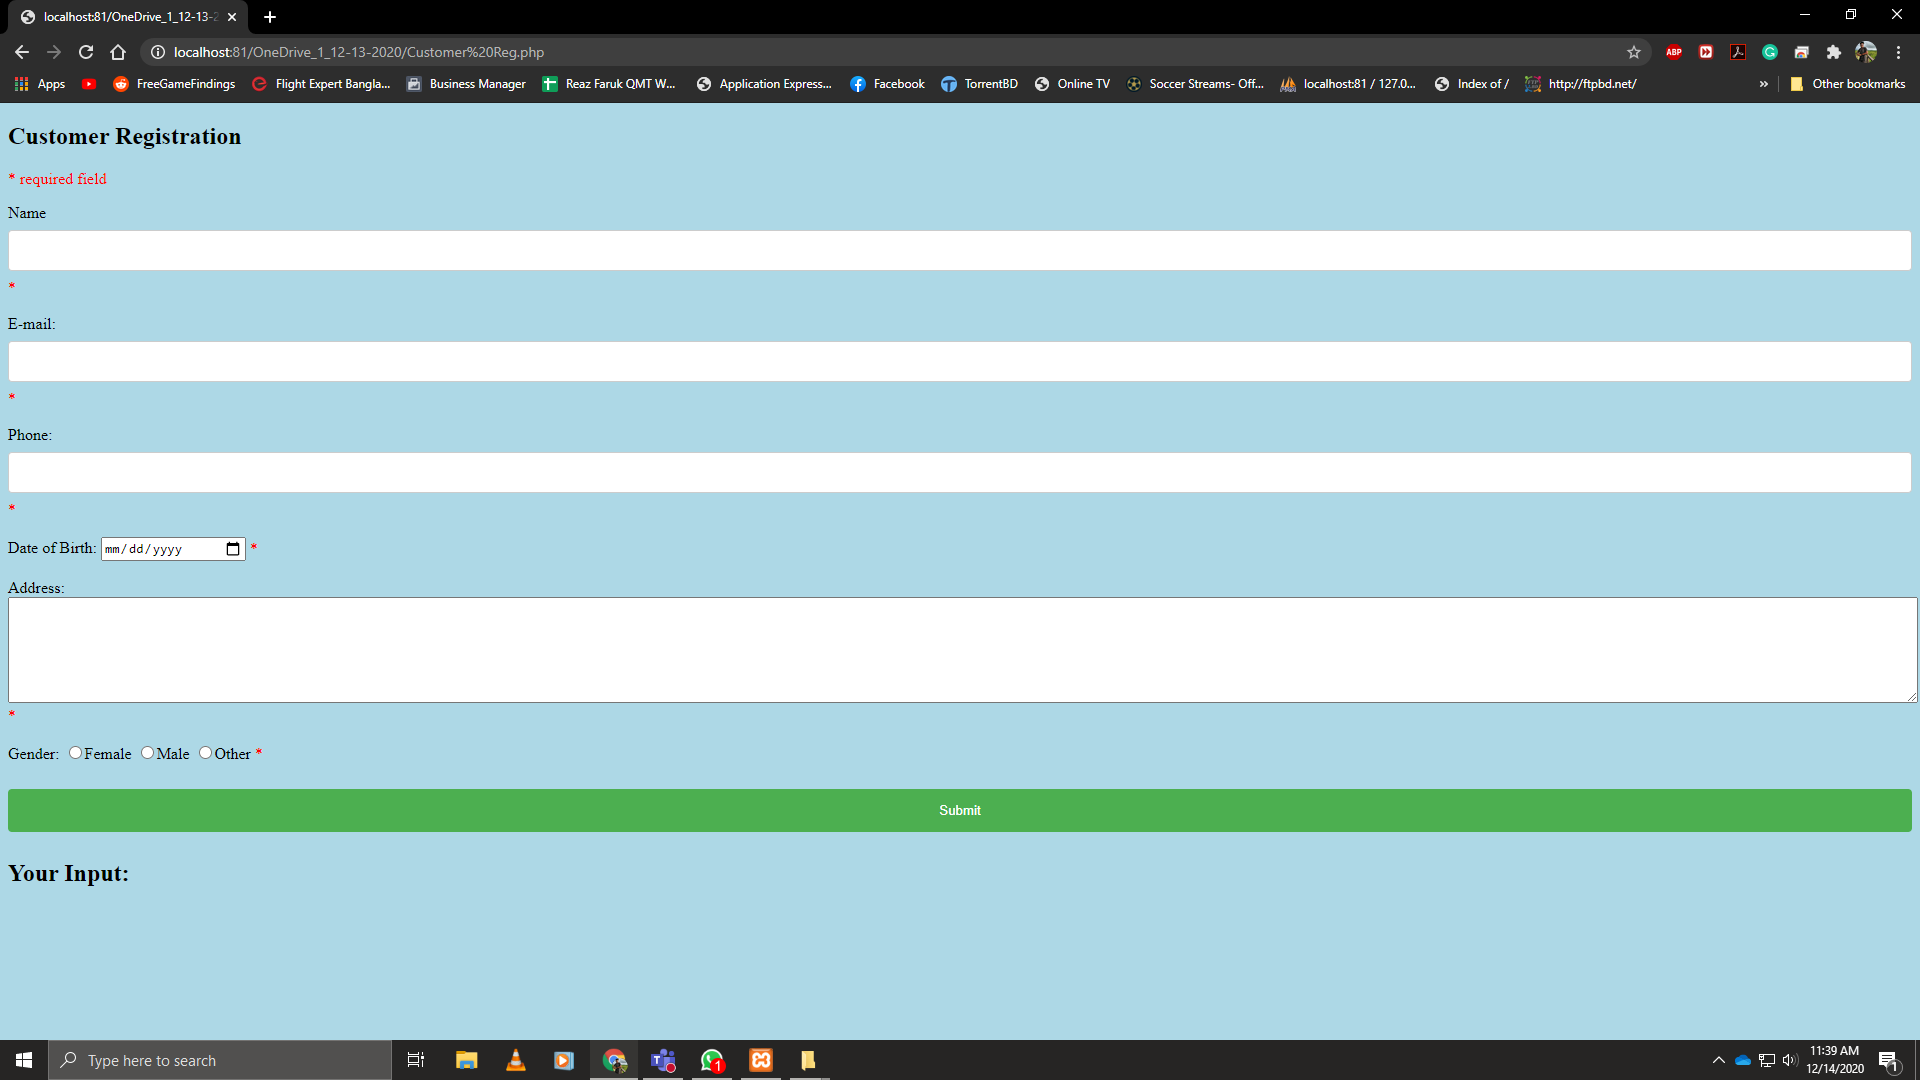 localhost:81/OneDrive_1_12-13-2
localhost:81/OneDrive_1_12-13-2020/Customer%20Reg.php
ABP
Apps FreeGameFindings Flight Expert Bangla... Business Manager Reaz Faruk QMT W... Application Express... Facebook TorrentBD Online TV Soccer Streams- Off... localhost:81 / 127.0... Index of / http://ftpbd.net/ » Other bookmarks
Customer Registration
* required field
Name
*
E-mail:
*
Phone:
*
Date of Birth: mm/dd/yyyy *
Address:
*
Gender: Female Male Other *
Submit
Your Input:
Type here to search
1
11:39 AM
12/14/2020
1